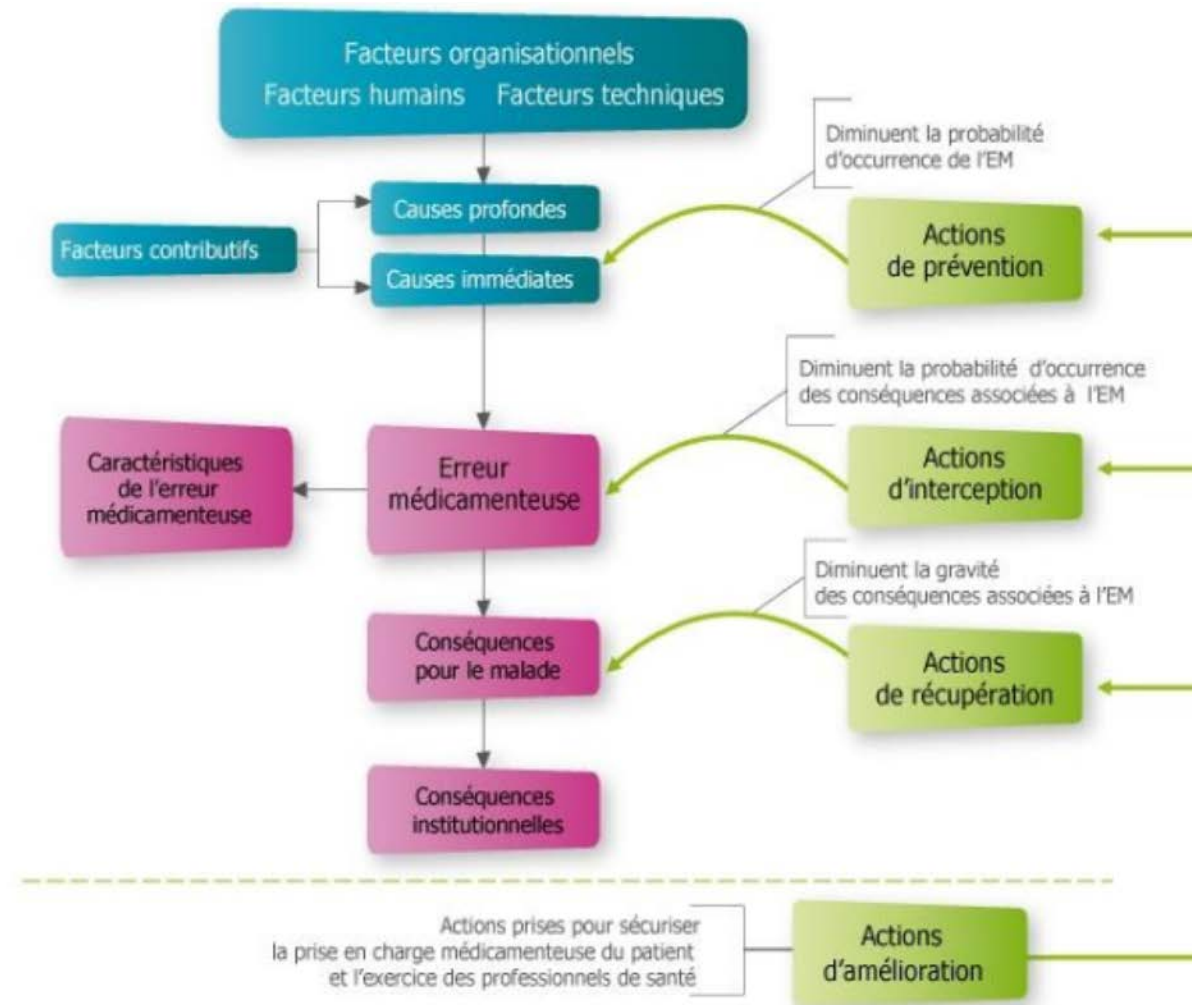 Facteurs organisationnels
Facteurs humains Facteurs techniques
Diminuent la probabilité
d'occurrence de l'EM
Causes profondes
Facteurs contributifs
Causes immédiates
Actions
de prévention
Diminuent la probabilité d'occurrence
des conséquences associées à l'EM
Caractéristiques
de l'erreur
médicamenteuse
Erreur
médicamenteuse
Actions
d'interception
Diminuent la gravité
des conséquences associées à l'EM
Conséquences
pour le malade
Actions
de récupération
Conséquences
institutionnelles
Actions prises pour sécuriser
la prise en charge médicamenteuse du patient
et l'exercice des professionnels de santé
Actions
d'amélioration